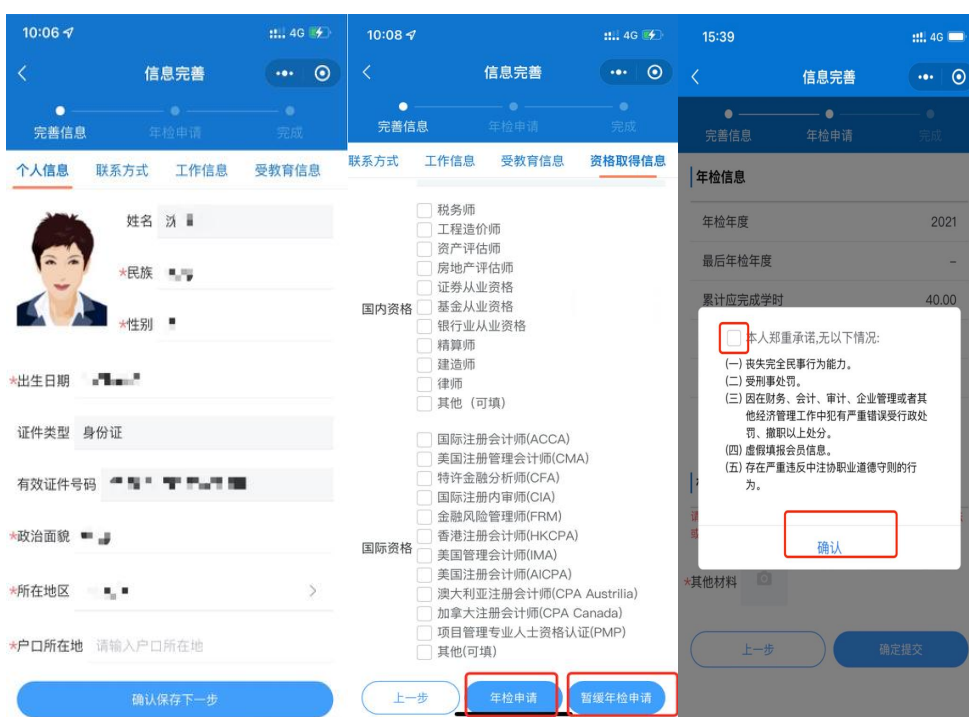 10:06
4G
信息完善
完善信息
年检申请
完成
个人信息
联系方式
工作信息
受教育信息
姓名
*民族
*性别
*出生日期
证件类型 身份证
有效证件号码
*政治面貌
*所在地区
*户口所在地 请输入户口所在地
确认保存下一步
10:08
4G
信息完善
完善信息
年检申请
完成
联系方式
工作信息
受教育信息
资格取得信息
国内资格
税务师
工程造价师
资产评估师
房地产评估师
证券从业资格
基金从业资格
银行业从业资格
精算师
建造师
律师
其他（可填）
国际资格
国际注册会计师(ACCA)
美国注册管理会计师(CMA)
特许金融分析师(CFA)
国际注册内审师(CIA)
金融风险管理师(FRM)
香港注册会计师(HKCPA)
美国管理会计师(IMA)
美国注册会计师(AICPA)
澳大利亚注册会计师(CPA Austrilia)
加拿大注册会计师(CPA Canada)
项目管理专业人士资格认证(PMP)
其他(可填)
上一步
年检申请
暂缓年检申请
15:39
4G
信息完善
完善信息
年检申请
完成
年检信息
年检年度 2021
最后年检年度 –
累计应完成学时 40.00
本人郑重承诺,无以下情况:
(一) 丧失完全民事行为能力。
(二) 受刑事处罚。
(三) 因在财务、会计、审计、企业管理或者其
他经济管理工作中犯有严重错误受行政处
罚、撤职以上处分。
(四) 虚假填报会员信息。
(五) 存在严重违反中注协职业道德守则的行
为。
确认
*其他材料
上一步
确定提交